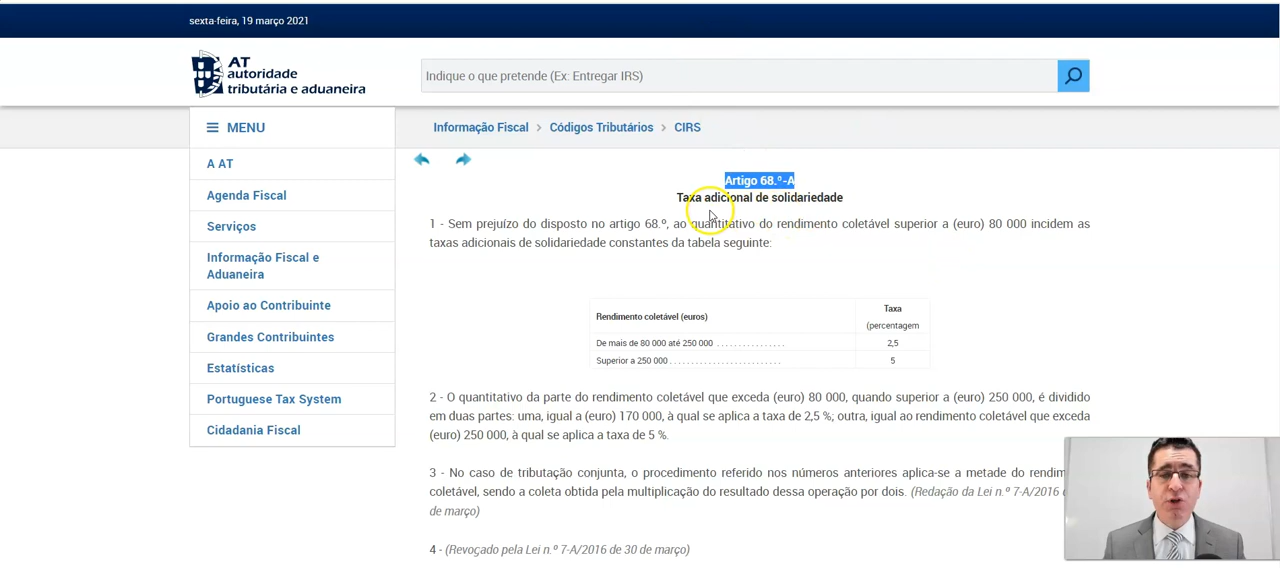 sexta-feira, 19 março 2021
AT
autoridade
tributária e aduaneira
Indique o que pretende (Ex: Entregar IRS)
MENU
Informação Fiscal > Códigos Tributários > CIRS
A AT
Agenda Fiscal
Serviços
Informação Fiscal e
Aduaneira
Apoio ao Contribuinte
Grandes Contribuintes
Estatísticas
Portuguese Tax System
Cidadania Fiscal
Artigo 68.º-A
Taxa adicional de solidariedade
1 - Sem prejuízo do disposto no artigo 68.º, ao quantitativo do rendimento coletável superior a (euro) 80 000 incidem as
taxas adicionais de solidariedade constantes da tabela seguinte:
Rendimento coletável (euros) Taxa
(percentagem
De mais de 80 000 até 250 000 . . . . . . . . . . . . . . . . 2,5
Superior a 250 000 . . . . . . . . . . . . . . . . . . . . . . . . . . 5
2 - O quantitativo da parte do rendimento coletável que exceda (euro) 80 000, quando superior a (euro) 250 000, é dividido
em duas partes: uma, igual a (euro) 170 000, à qual se aplica a taxa de 2,5 %; outra, igual ao rendimento coletável que exceda
(euro) 250 000, à qual se aplica a taxa de 5 %.
3 - No caso de tributação conjunta, o procedimento referido nos números anteriores aplica-se a metade do rendim
coletável, sendo a coleta obtida pela multiplicação do resultado dessa operação por dois. (Redação da Lei n.º 7-A/2016
de março)
4 - (Revoçado pela Lei n.º 7-A/2016 de 30 de março)